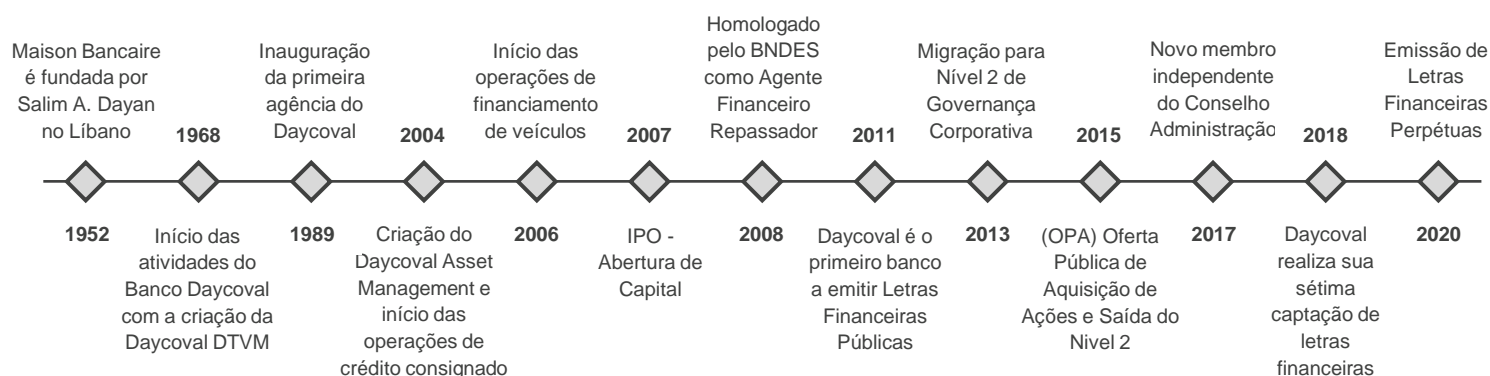 Maison Bancaire
é fundada por
Salim A. Dayan
no Líbano
1952
1968
Início das
atividades do
Banco Daycoval
com a criação da
Daycoval DTVM
Inauguração
da primeira
agência do
Daycoval
1989
2004
Criação do
Daycoval Asset
Management e
início das
operações de
crédito consignado
Início das
operações de
financiamento
de veículos
2006
2007
IPO -
Abertura de
Capital
Homologado
pelo BNDES
como Agente
Financeiro
Repassador
2008
2011
Daycoval é o
primeiro banco
a emitir Letras
Financeiras
Públicas
Migração para
Nível 2 de
Governança
Corporativa
2013
2015
(OPA) Oferta
Pública de
Aquisição de
Ações e Saída do
Nivel 2
Novo membro
independente
do Conselho
Administração
2017
2018
Daycoval
realiza sua
sétima
captação de
letras
financeiras
Emissão de
Letras
Financeiras
Perpétuas
2020